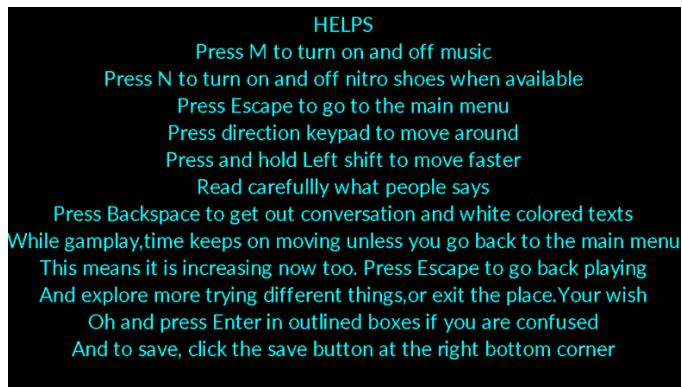 HELPS
Press M to turn on and off music
Press N to turn on and off nitro shoes when available
Press Escape to go to the main menu
Press direction keypad to move around
Press and hold Left shift to move faster
Read carefullly what people says
Press Backspace to get out conversation and white colored texts
While gamplay,time keeps on moving unless you go back to the main menu
This means it is increasing now too. Press Escape to go back playing
And explore more trying different things,or exit the place.Your wish
Oh and press Enter in outlined boxes if you are confused
And to save, click the save button at the right bottom corner